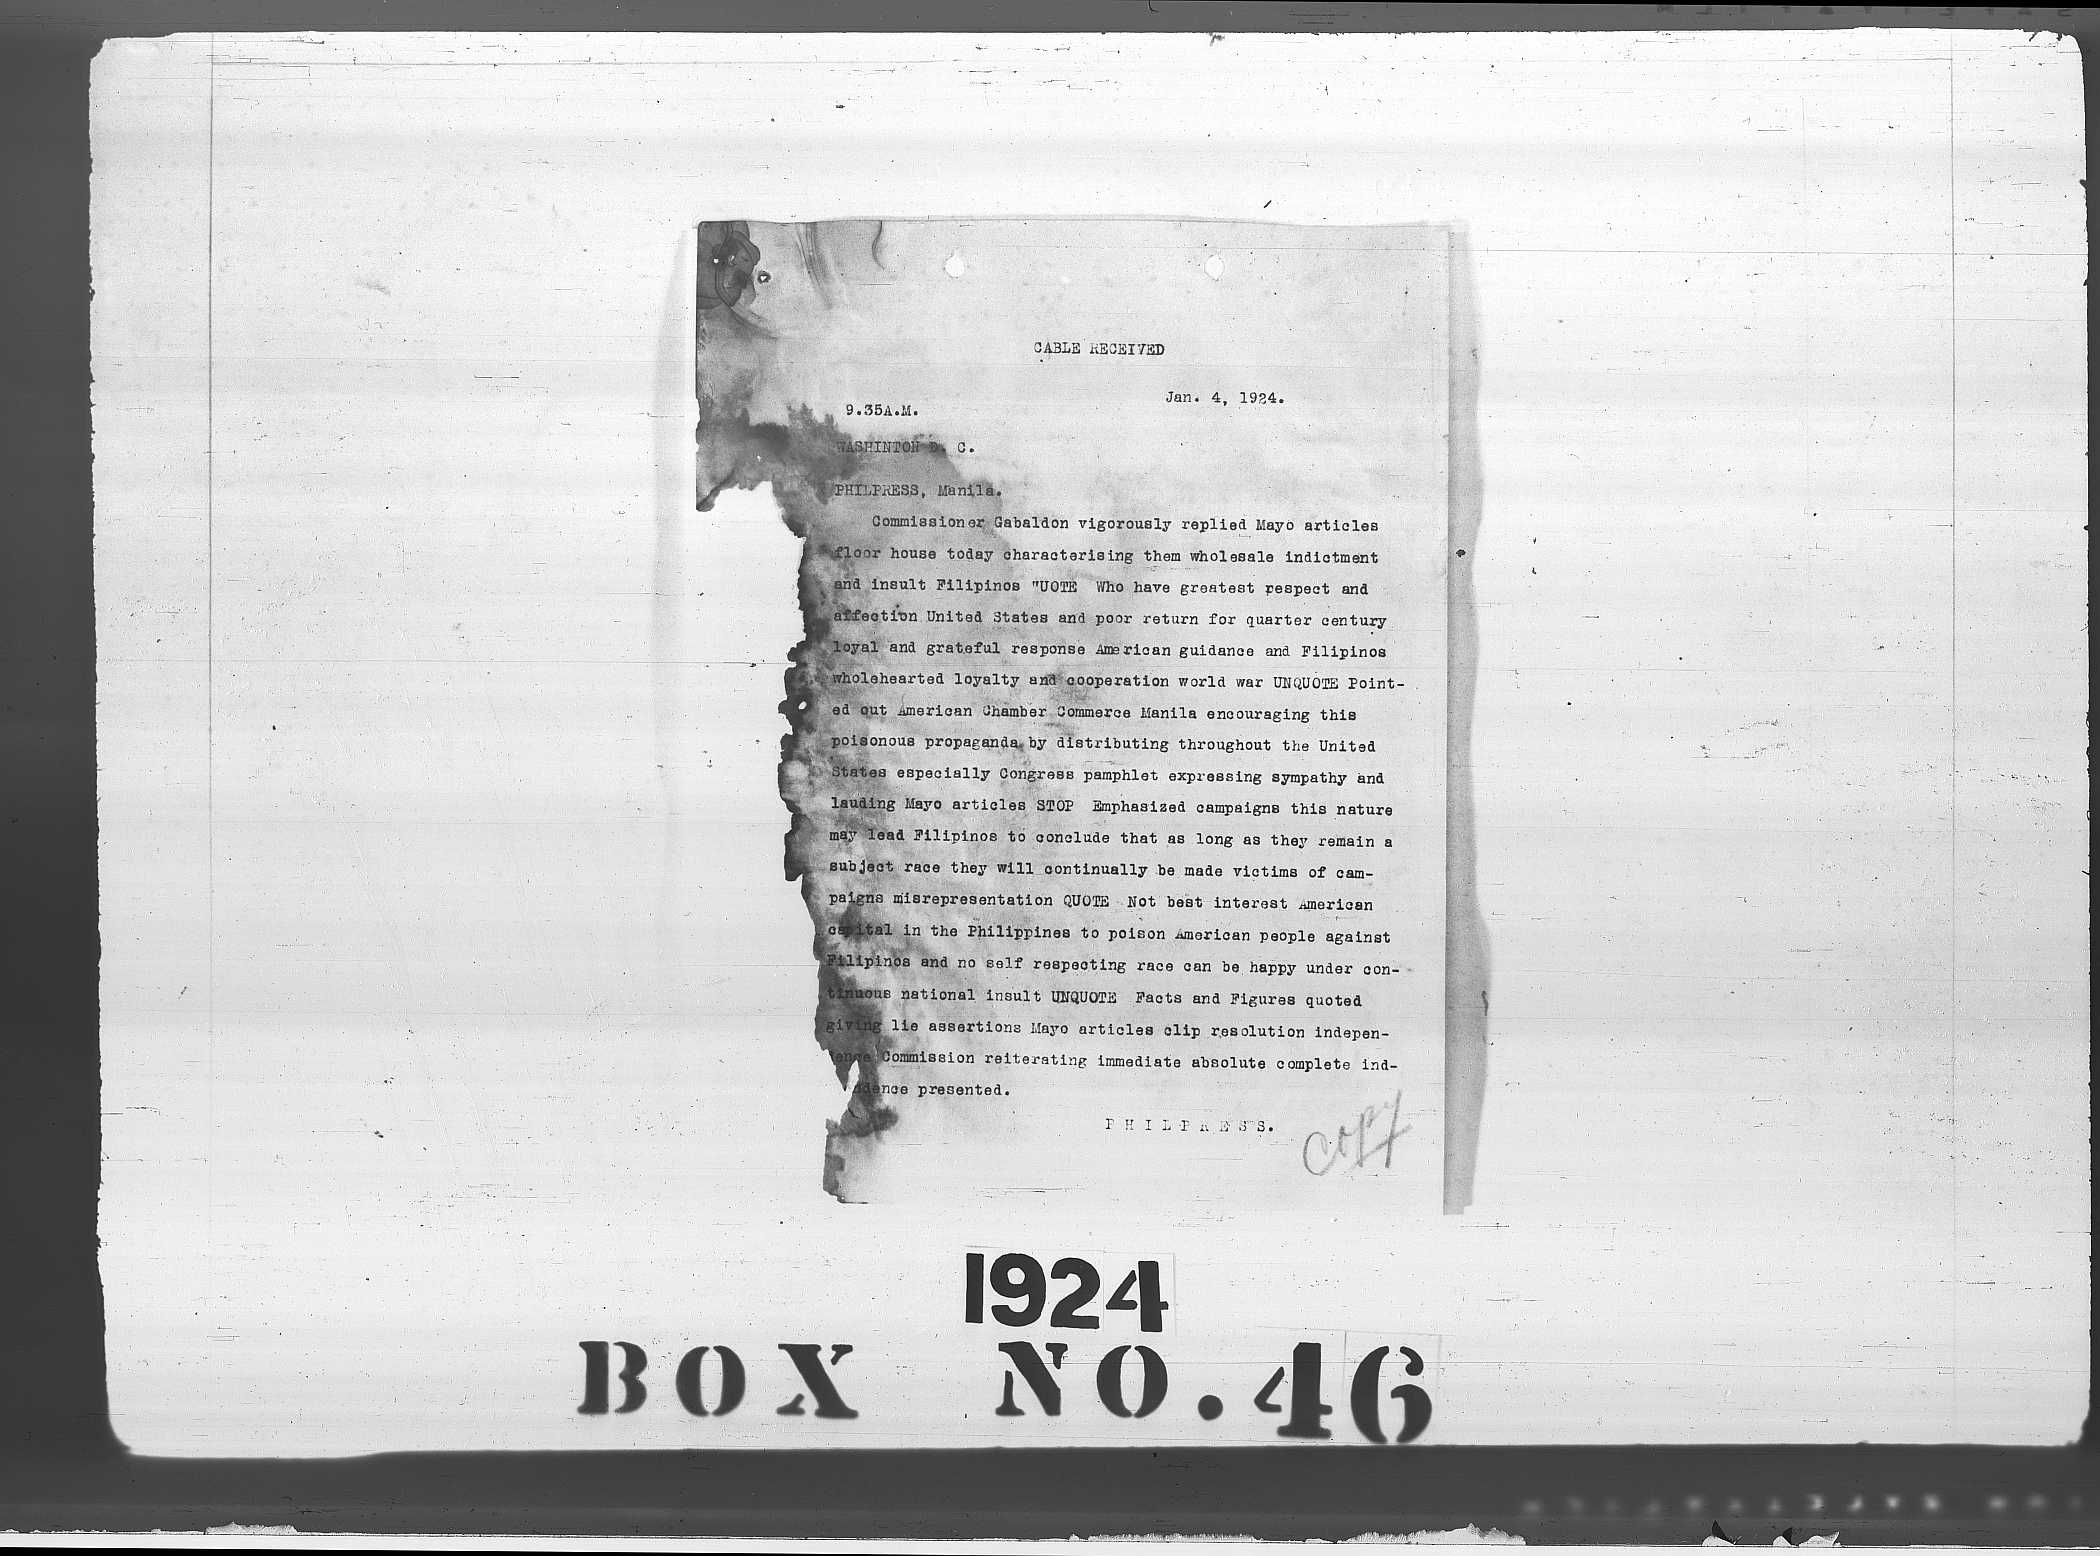 CABLE RECEIVED
Jan. 4, 1924.
9.35A.M.
WASHINTON D. C.
PHILPRESS, Manila.
Commissioner Gabaldon vigorously replied Mayo articles
floor house today characterising them wholesale indictment
and insult Filipinos "UOTE Who have greatest respect and
affection United States and poor return for quarter century
loyal and grateful response American guidance and Filipinos
wholehearted loyalty and cooperation world war UNQUOTE Point-
ed out American Chamber Commerce Manila encouraging this
poisonous propaganda by distributing throughout the United
States especially Congress pamphlet expressing sympathy and
lauding Mayo articles STOP Emphasized campaigns this nature
may lead Filipinos to conclude that as long as they remain a
subject race they will continually be made victims of cam-
paigns misrepresentation QUOTE Not best interest American
capital in the Philippines to poison American people against
Filipinos and no self respecting race can be happy under con-
tinuous national insult UNQUOTE Facts and Figures quoted
giving lie assertions Mayo articles clip resolution indepen-
ence Commission reiterating immediate absolute complete ind-
dence presented.
P H I L P R E S S.
Copy
1924
BOX NO. 46